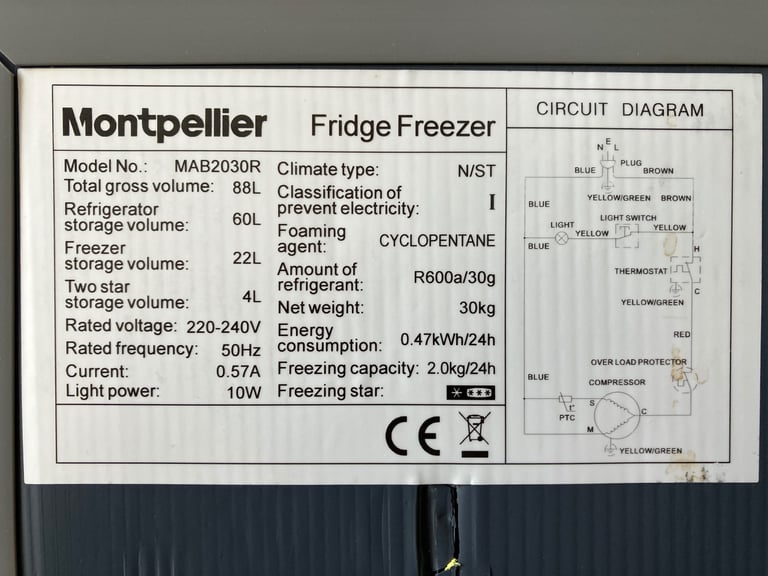 Montpellier Fridge Freezer
Model No.: MAB2030R
Total gross volume: 88L
Refrigerator
storage volume: 60L
Freezer
storage volume: 22L
Two star
storage volume: 4L
Rated voltage: 220-240V
Rated frequency: 50Hz
Current: 0.57A
Light power: 10W
Climate type: N/ST
Classification of
prevent electricity: I
Foaming
agent: CYCLOPENTANE
Amount of
refrigerant: R600a/30g
Net weight: 30kg
Energy
consumption: 0.47kWh/24h
Freezing capacity: 2.0kg/24h
Freezing star:
CE
CIRCUIT DIAGRAM
E
N L
PLUG
BLUE BROWN
YELLOW/GREEN BROWN
BLUE
LIGHT SWITCH
LIGHT YELLOW YELLOW
BLUE
H
THERMOSTAT
C
YELLOW/GREEN
RED
OVER LOAD PROTECTOR
BLUE COMPRESSOR
S
PTC C
M
YELLOW/GREEN